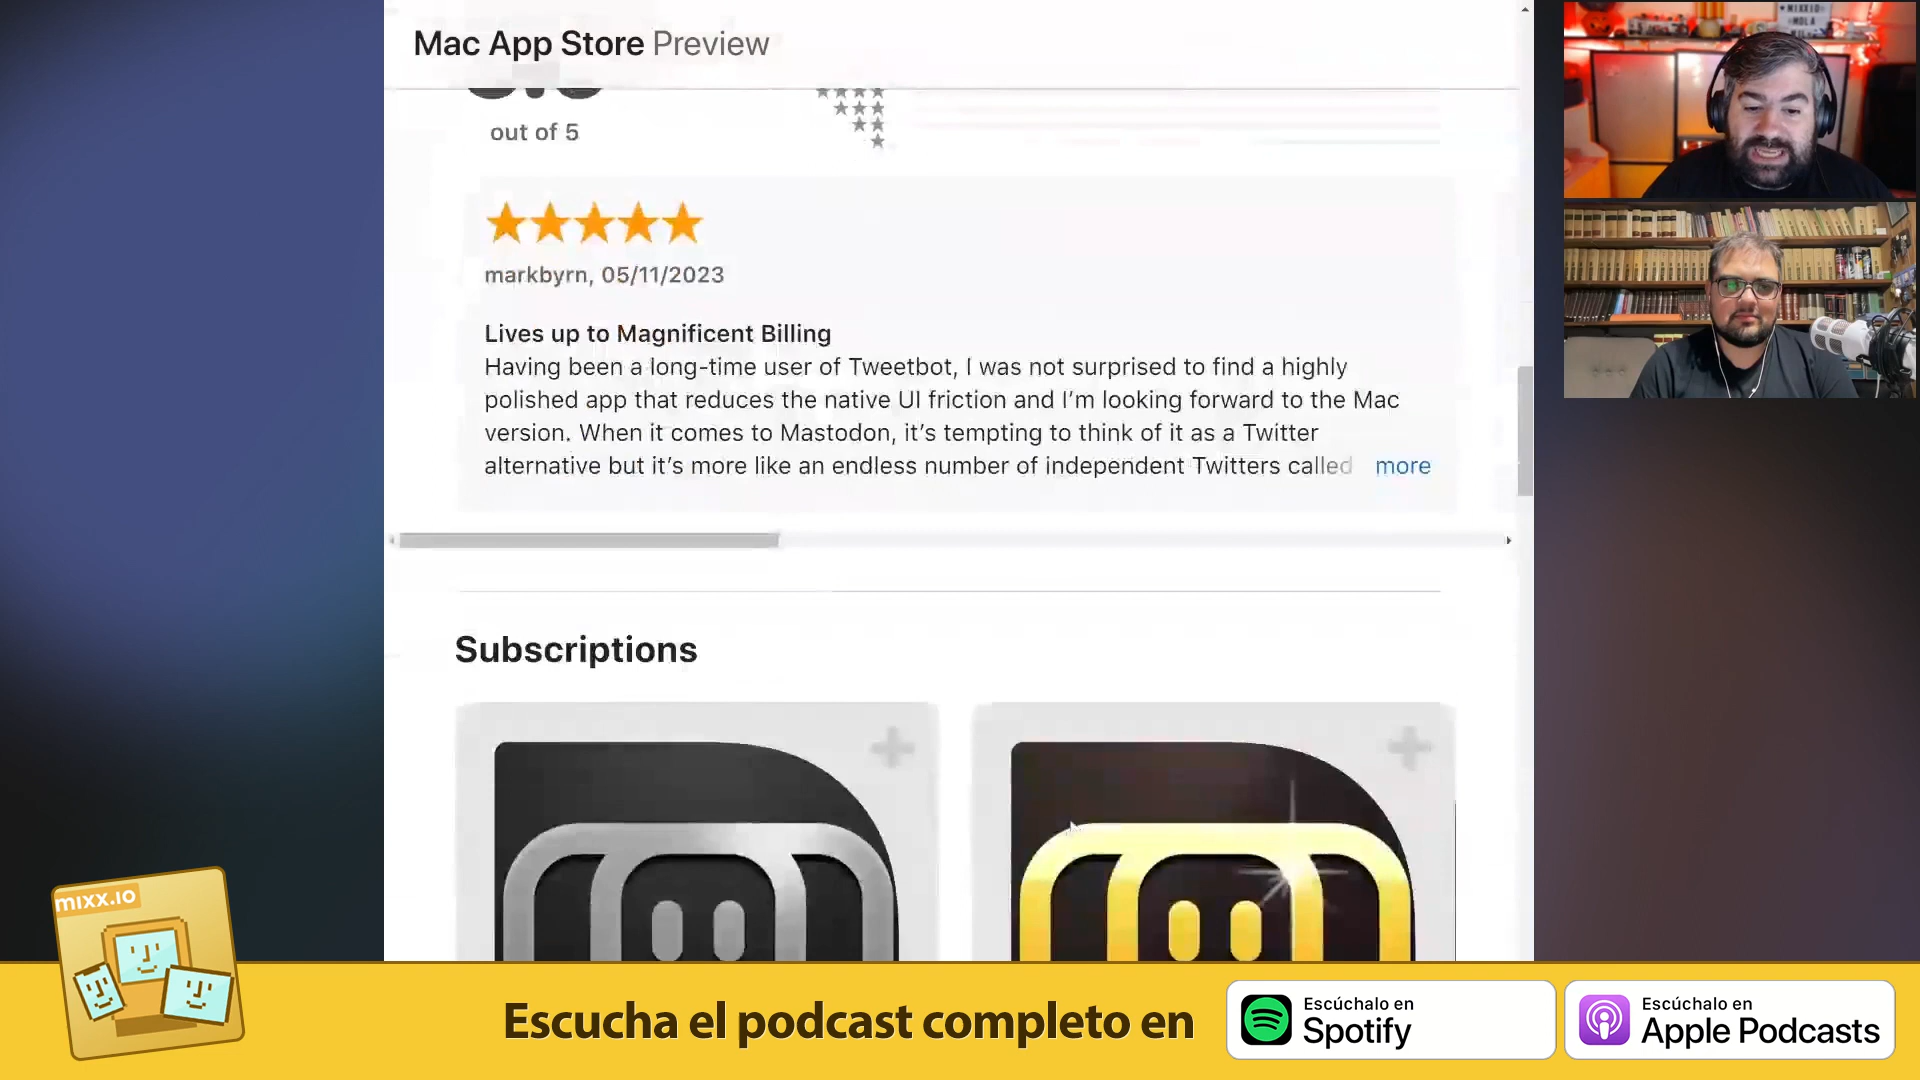 Mac App Store Preview
out of 5
markbyrn, 05/11/2023
Lives up to Magnificent Billing
Having been a long-time user of Tweetbot, I was not surprised to find a highly
polished app that reduces the native UI friction and I'm looking forward to the Mac
version. When it comes to Mastodon, it's tempting to think of it as a Twitter
alternative but it's more like an endless number of independent Twitters called more
Subscriptions
mixx.io
Escucha el podcast completo en
Escúchalo en
Spotify
Escúchalo en
Apple Podcasts